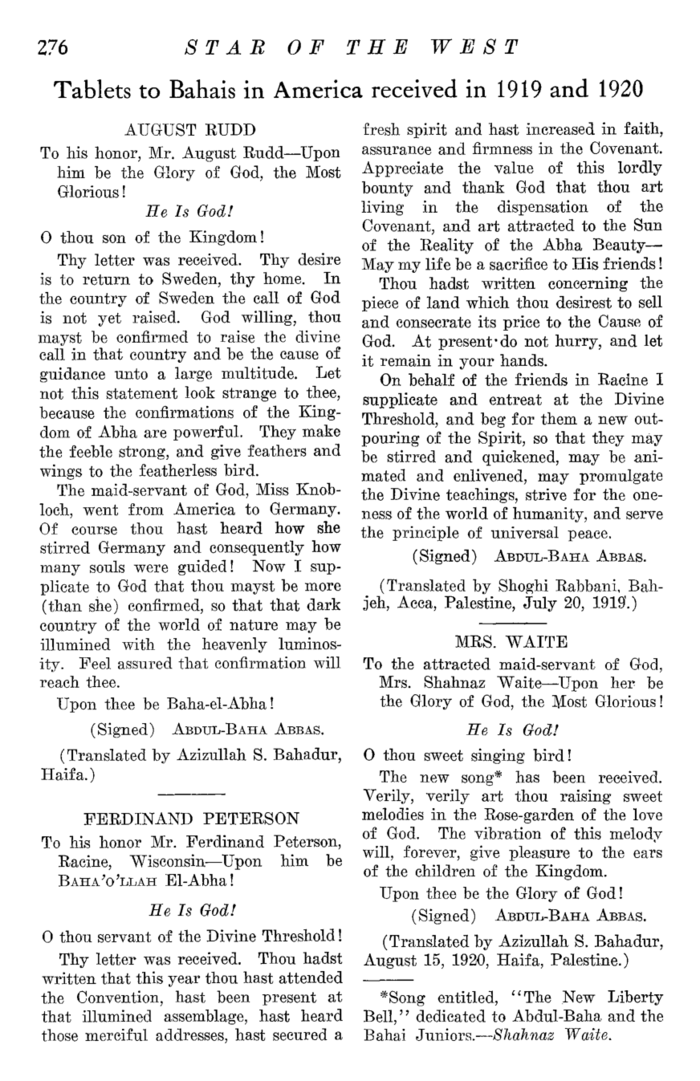 276 STAR OF THE WEST
Tablets to Bahais in America received in 1919 and 1920
AUGUST RUDD
To his honor, Mr. August Rudd—Upon
him be the Glory of God, the Most
Glorious!
He Is God!
O thou son of the Kingdom!
Thy letter was received. Thy desire
is to return to Sweden, thy home. In
the country of Sweden the call of God
is not yet raised. God willing, thou
mayst be confirmed to raise the divine
call in that country and be the cause of
guidance unto a large multitude. Let
not this statement look strange to thee,
because the confirmations of the King-
dom of Abha are powerful. They make
the feeble strong, and give feathers and
wings to the featherless bird.
The maid-servant of God, Miss Knob-
loch, went from America to Germany.
Of course thou hast heard how she
stirred Germany and consequently how
many souls were guided! Now I sup-
plicate to God that thou mayst be more
(than she) confirmed, so that that dark
country of the world of nature may be
illumined with the heavenly luminos-
ity. Feel assured that confirmation will
reach thee.
Upon thee be Baha-el-Abha!
(Signed) ABDUL-BAHA ABBAS.
(Translated by Azizullah S. Bahadur,
Haifa.)
FERDINAND PETERSON
To his honor Mr. Ferdinand Peterson,
Racine, Wisconsin—Upon him be
BAHA'O'LLAH El-Abha!
He Is God!
O thou servant of the Divine Threshold!
Thy letter was received. Thou hadst
written that this year thou hast attended
the Convention, hast been present at
that illumined assemblage, hast heard
those merciful addresses, hast secured a
fresh spirit and hast increased in faith,
assurance and firmness in the Covenant.
Appreciate the value of this lordly
bounty and thank God that thou art
living in the dispensation of the
Covenant, and art attracted to the Sun
of the Reality of the Abha Beauty—
May my life be a sacrifice to His friends!
Thou hadst written concerning the
piece of land which thou desirest to sell
and consecrate its price to the Cause of
God. At present do not hurry, and let
it remain in your hands.
On behalf of the friends in Racine I
supplicate and entreat at the Divine
Threshold, and beg for them a new out-
pouring of the Spirit, so that they may
be stirred and quickened, may be ani-
mated and enlivened, may promulgate
the Divine teachings, strive for the one-
ness of the world of humanity, and serve
the principle of universal peace.
(Signed) ABDUL-BAHA ABBAS.
(Translated by Shoghi Rabbani, Bah-
jeh, Acca, Palestine, July 20, 1919.)
MRS. WAITE
To the attracted maid-servant of God,
Mrs. Shahnaz Waite—Upon her be
the Glory of God, the Most Glorious!
He Is God!
O thou sweet singing bird!
The new song* has been received.
Verily, verily art thou raising sweet
melodies in the Rose-garden of the love
of God. The vibration of this melody
will, forever, give pleasure to the ears
of the children of the Kingdom.
Upon thee be the Glory of God!
(Signed) ABDUL-BAHA ABBAS.
(Translated by Azizullah S. Bahadur,
August 15, 1920, Haifa, Palestine.)
*Song entitled, "The New Liberty
Bell," dedicated to Abdul-Baha and the
Bahai Juniors.—Shahnaz Waite.